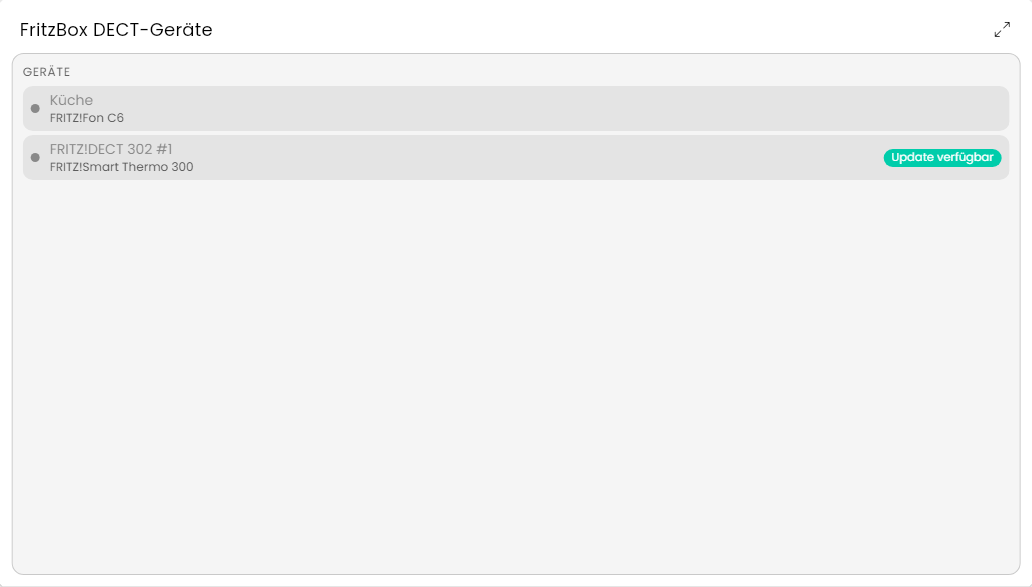 FritzBox DECT-Geräte
GERÄTE
Küche
FRITZ!Fon C6
FRITZ!DECT 302 #1
FRITZ!Smart Thermo 300
Update verfügbar